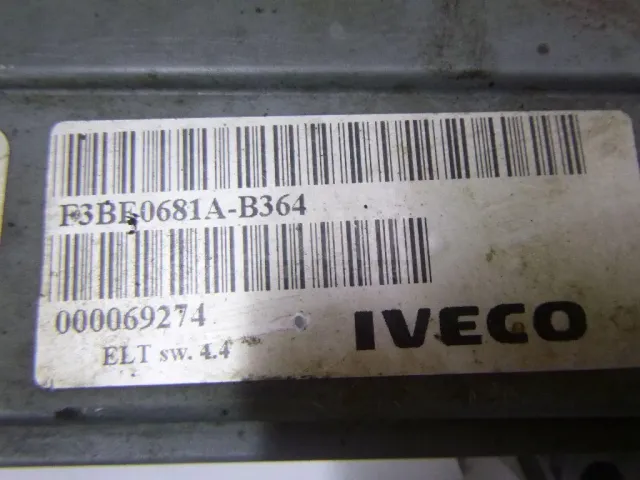 F3BE0681A-B364
000069274
IVECO
ELT sw. 4.4